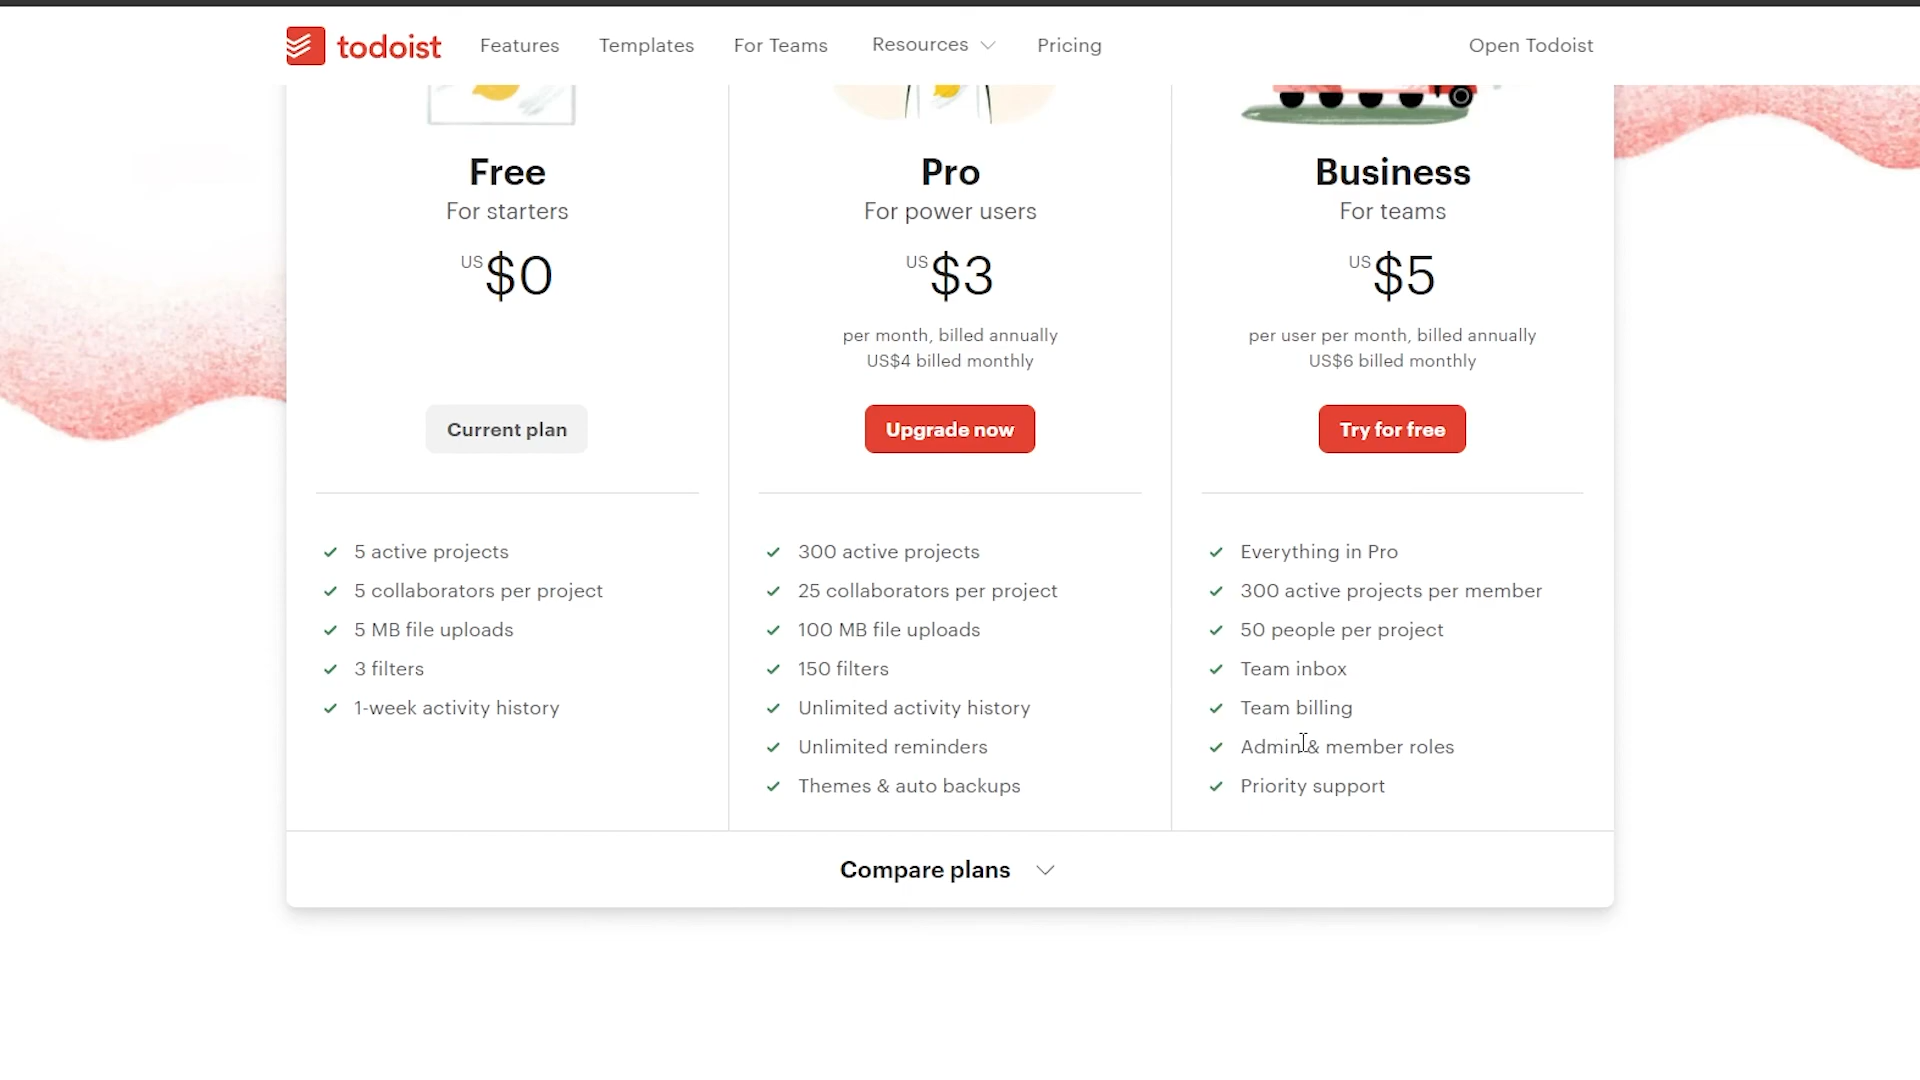 todoist
Features
Templates
For Teams
Resources
Pricing
Open Todoist
Free
For starters
US $0
Current plan
5 active projects
5 collaborators per project
5 MB file uploads
3 filters
1-week activity history
Pro
For power users
US $3
per month, billed annually
US$4 billed monthly
Upgrade now
300 active projects
25 collaborators per project
100 MB file uploads
150 filters
Unlimited activity history
Unlimited reminders
Themes & auto backups
Business
For teams
US $5
per user per month, billed annually
US$6 billed monthly
Try for free
Everything in Pro
300 active projects per member
50 people per project
Team inbox
Team billing
Admin & member roles
Priority support
Compare plans